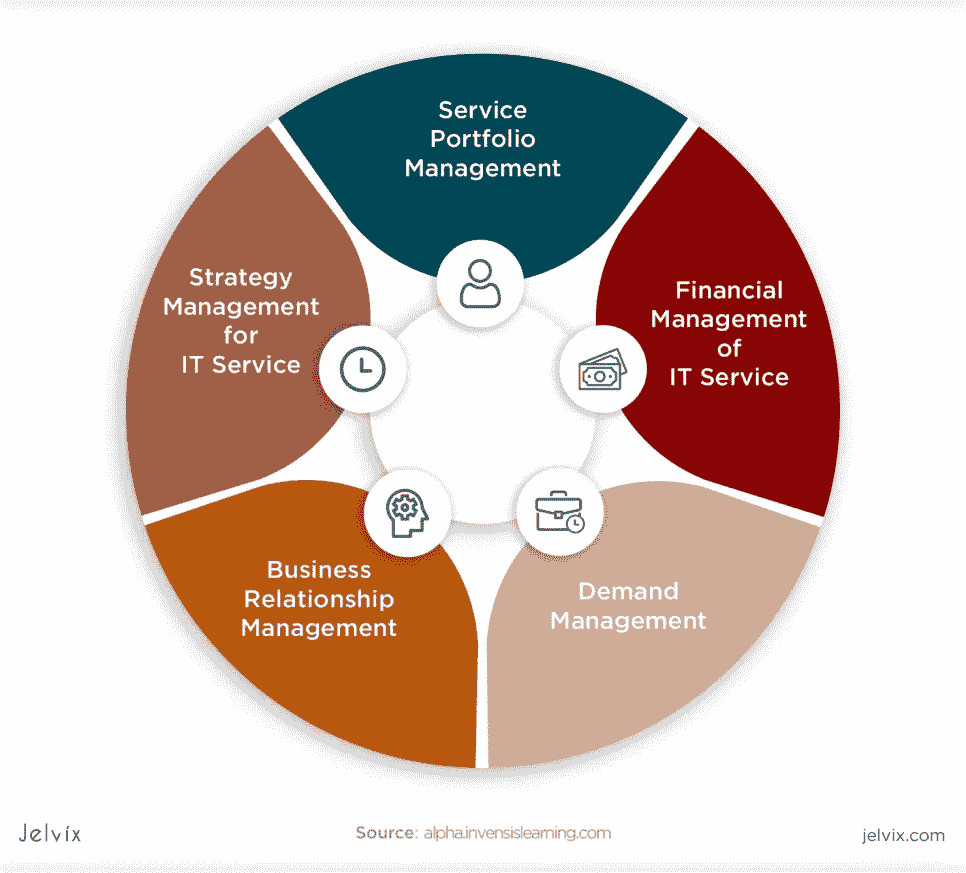 Service
Portfolio
Management
Strategy
Management
for
IT Service
Financial
Management
of
IT Service
Business
Relationship
Management
Demand
Management
Jelvix
Source: alpha.invensislearning.com
jelvix.com